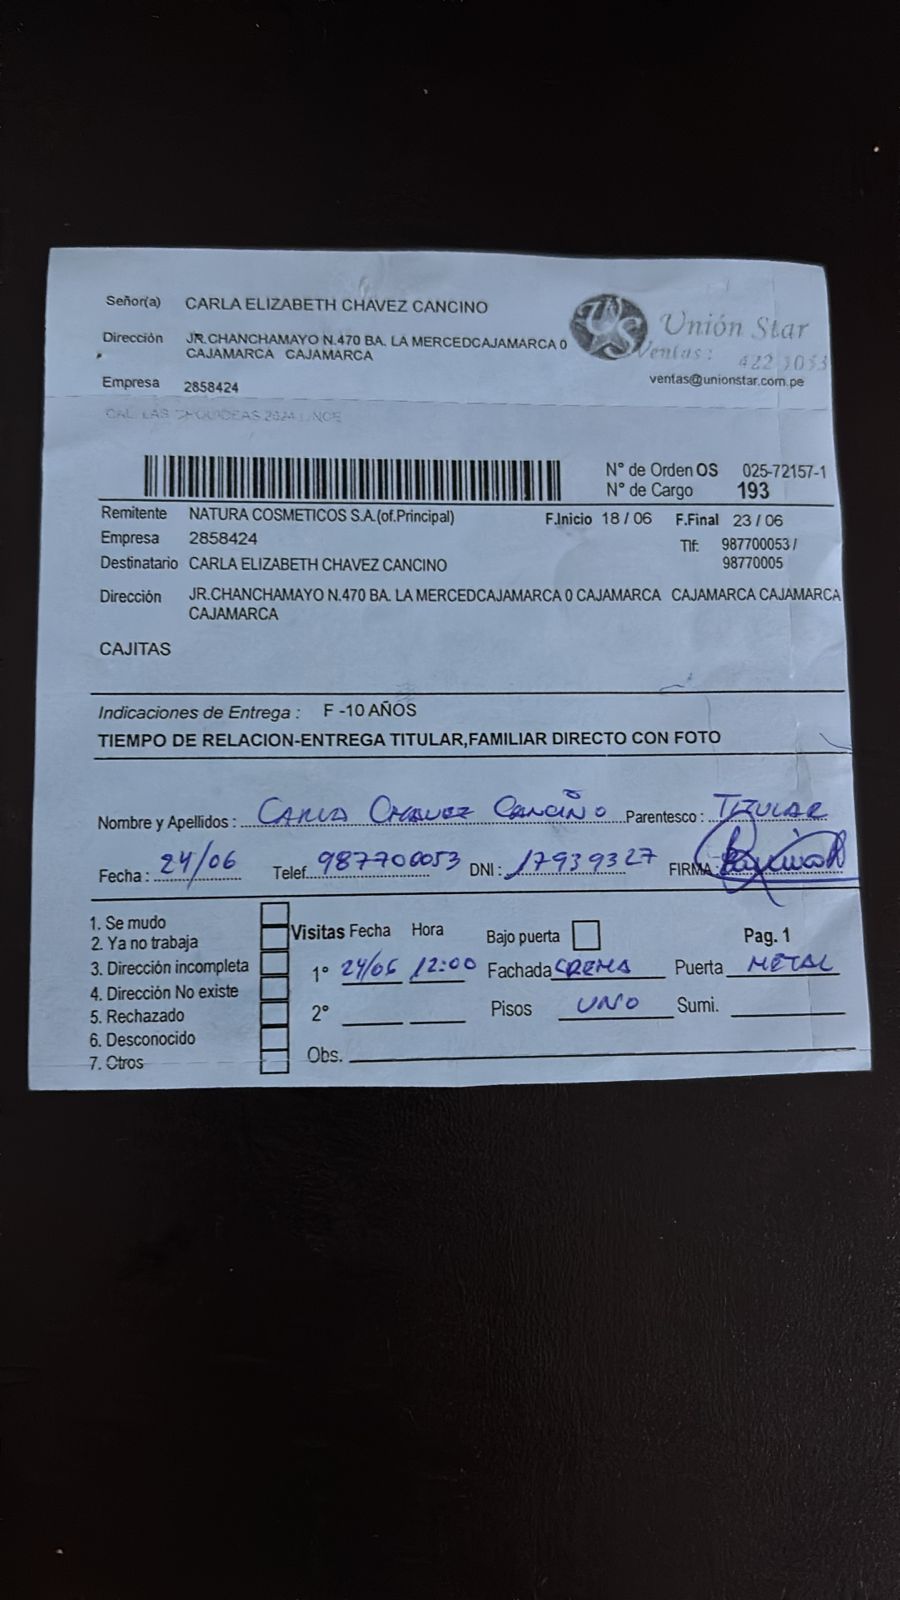 Señor(a) CARLA ELIZABETH CHAVEZ CANCINO
Unión Star
Dirección JR.CHANCHAMAYO N.470 BA. LA MERCEDCAJAMARCA 0
CAJAMARCA CAJAMARCA
Ventas: 422 1053
Empresa 2858424
ventas@unionstar.com.pe
N° de Orden OS 025-72157-1
N° de Cargo 193
Remitente NATURA COSMETICOS S.A.(of.Principal) F.Inicio 18 / 06 F.Final 23 / 06
Empresa 2858424 Tlf: 987700053 /
98770005
Destinatario CARLA ELIZABETH CHAVEZ CANCINO
Dirección JR.CHANCHAMAYO N.470 BA. LA MERCEDCAJAMARCA 0 CAJAMARCA CAJAMARCA CAJAMARCA
CAJAMARCA
CAJITAS
Indicaciones de Entrega : F -10 AÑOS
TIEMPO DE RELACION-ENTREGA TITULAR,FAMILIAR DIRECTO CON FOTO
Nombre y Apellidos : CARLA CHAVEZ CANCIÑO Parentesco : TITULAR
Fecha : 24/06 Telef. 987700053 DNI : 17939327 FIRMA
1. Se mudo
2. Ya no trabaja
3. Dirección incompleta
4. Dirección No existe
5. Rechazado
6. Desconocido
7. Otros
Visitas Fecha Hora Bajo puerta Pag. 1
1° 24/06 12:00 Fachada CREMA Puerta METAL
2° Pisos UNO Sumi.
Obs.